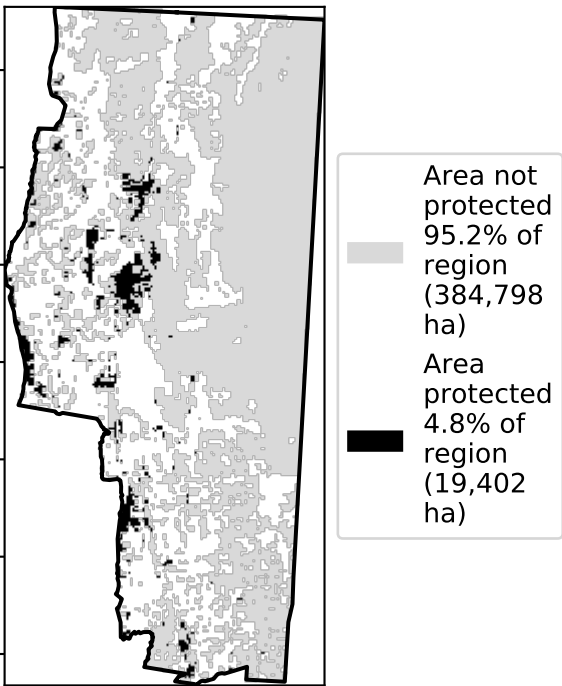 Area not
protected
95.2% of
region
(384,798
ha)
Area
protected
4.8% of
region
(19,402
ha)